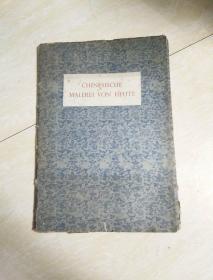 CHINESISCHE
MALEREI VON HEUTE